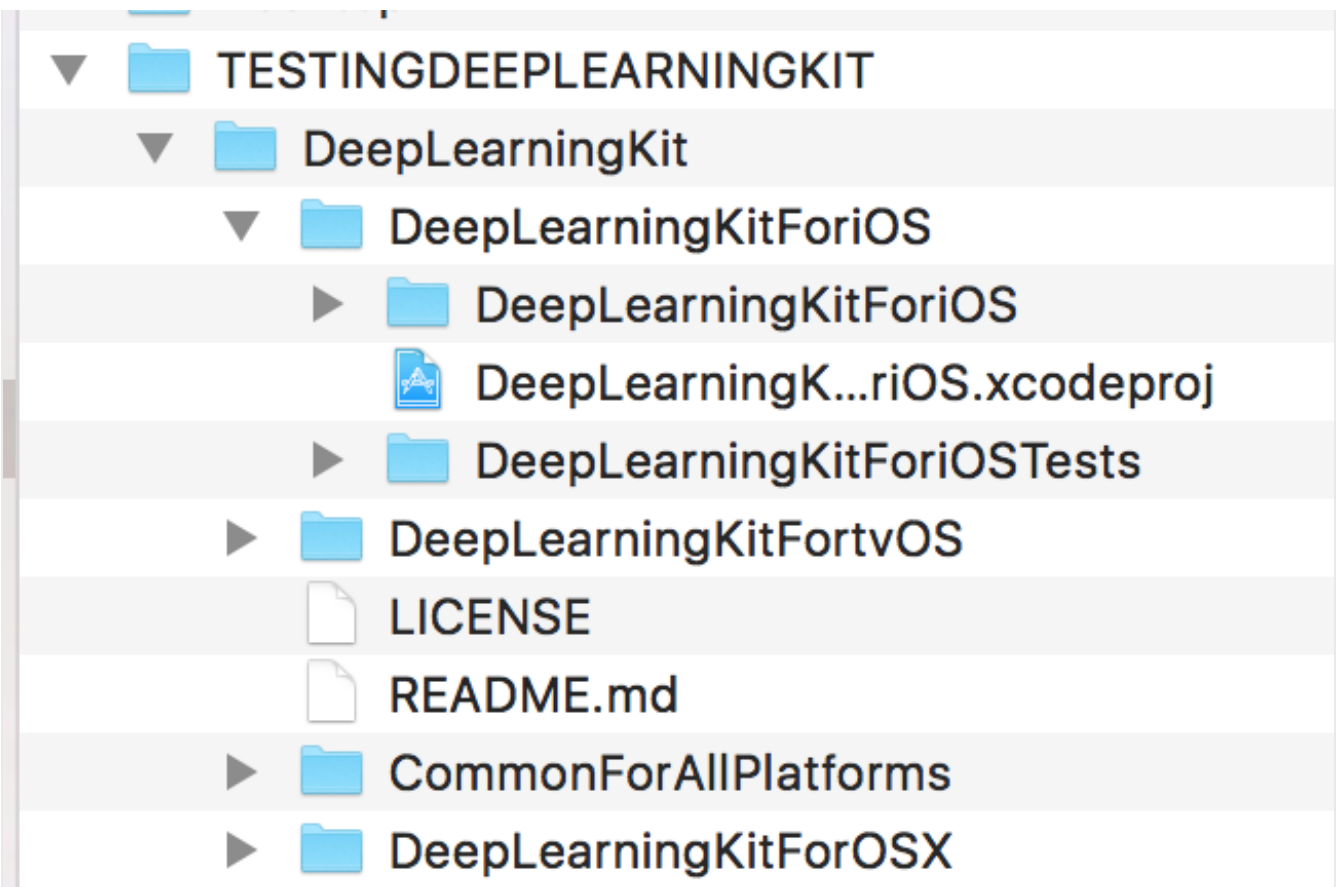 TESTINGDEEPLEARNINGKIT
DeepLearningKit
DeepLearningKitForiOS
DeepLearningKitForiOS
DeepLearningK...riOS.xcodeproj
DeepLearningKitForiOSTests
DeepLearningKitFortvOS
LICENSE
README.md
CommonForAllPlatforms
DeepLearningKitForOSX